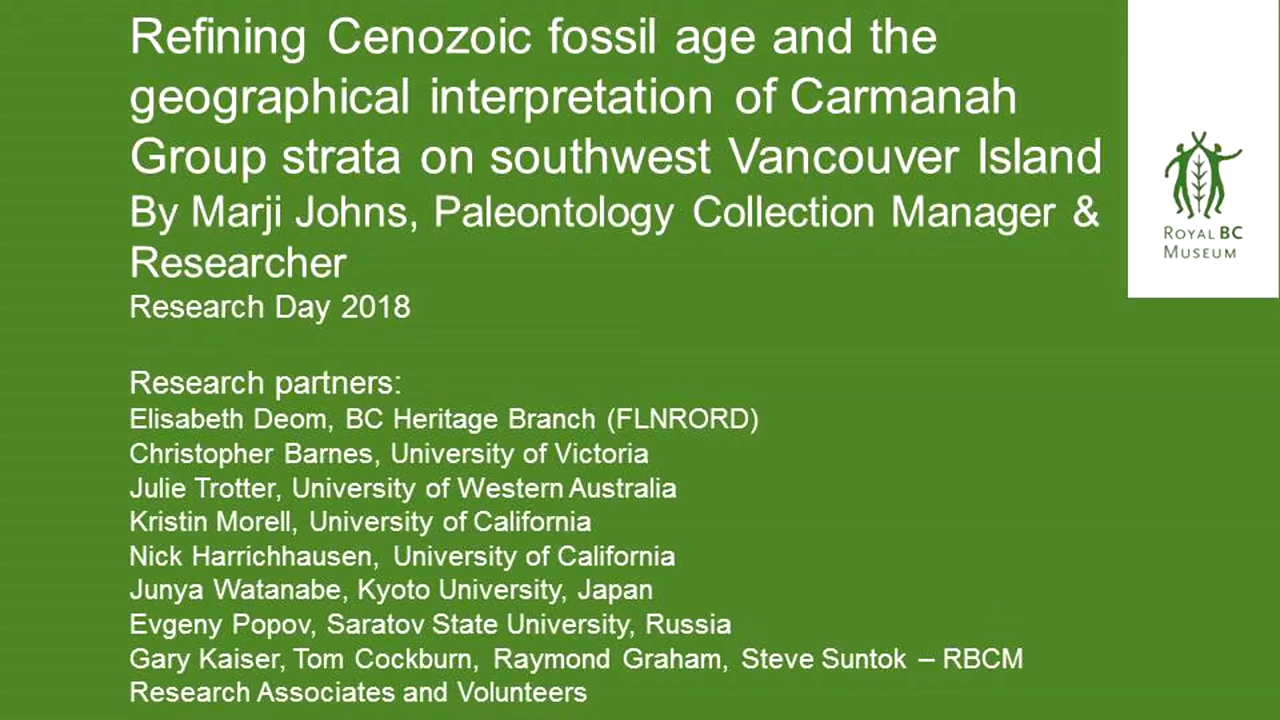 Refining Cenozoic fossil age and the
geographical interpretation of Carmanah
Group strata on southwest Vancouver Island
By Marji Johns, Paleontology Collection Manager &
Researcher
Research Day 2018
Research partners:
Elisabeth Deom, BC Heritage Branch (FLNRORD)
Christopher Barnes, University of Victoria
Julie Trotter, University of Western Australia
Kristin Morell, University of California
Nick Harrichhausen, University of California
Junya Watanabe, Kyoto University, Japan
Evgeny Popov, Saratov State University, Russia
Gary Kaiser, Tom Cockburn, Raymond Graham, Steve Suntok – RBCM
Research Associates and Volunteers
ROYAL BC
MUSEUM